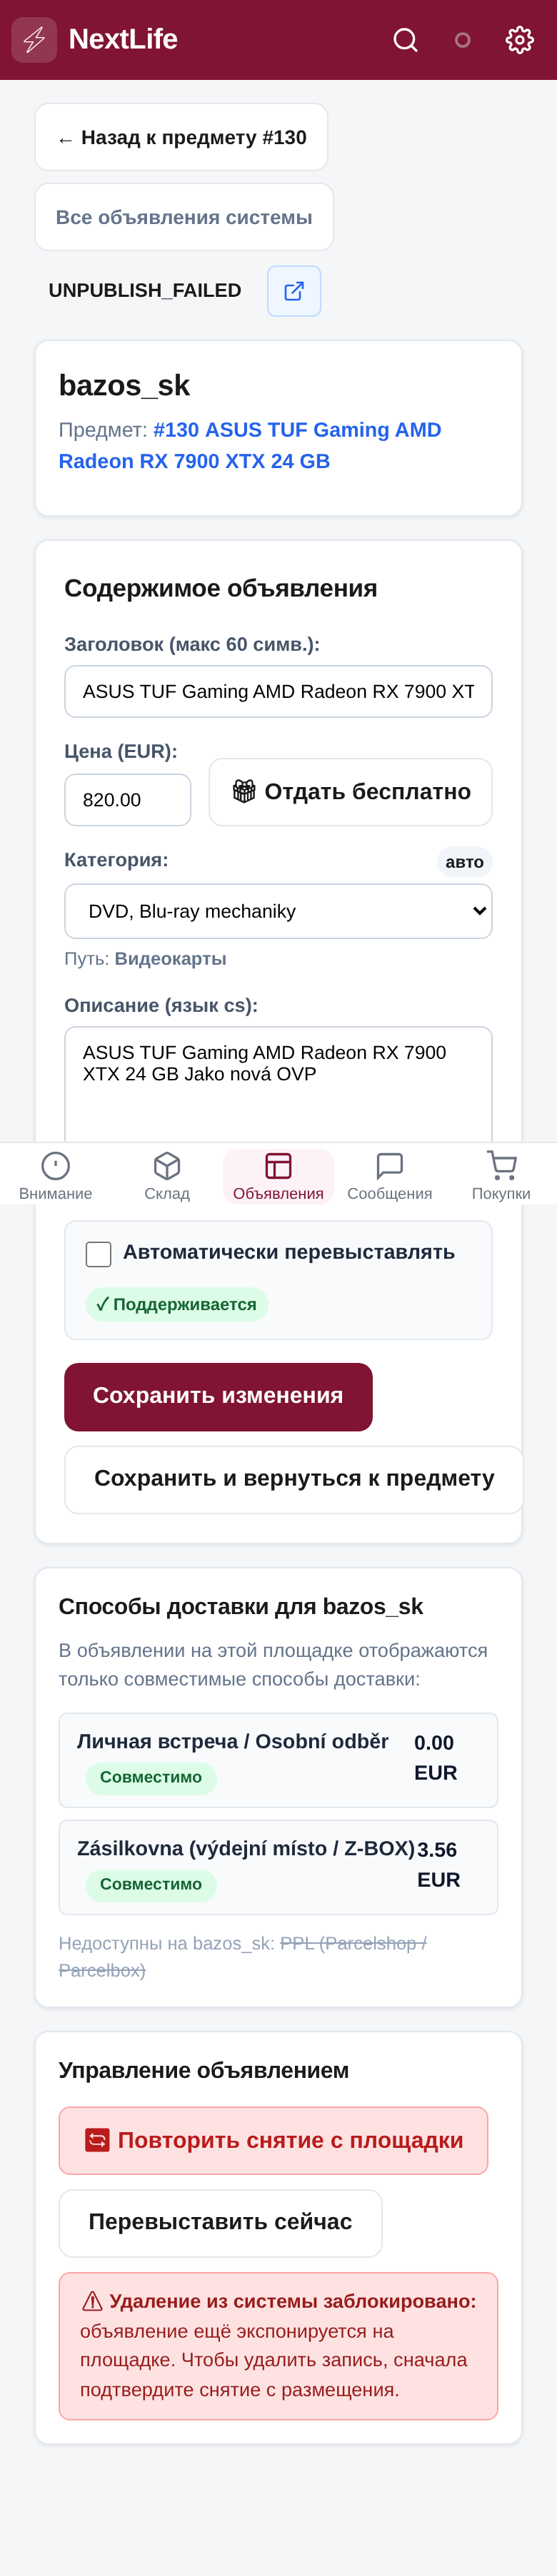 NextLife
← Назад к предмету #130
Все объявления системы
UNPUBLISH_FAILED
bazos_sk
Предмет: #130 ASUS TUF Gaming AMD
Radeon RX 7900 XTX 24 GB
Содержимое объявления
Заголовок (макс 60 симв.):
ASUS TUF Gaming AMD Radeon RX 7900 XT
Цена (EUR):
820.00
Отдать бесплатно
Категория:
авто
DVD, Blu-ray mechaniky
Путь: Видеокарты
Описание (язык cs):
ASUS TUF Gaming AMD Radeon RX 7900
XTX 24 GB Jako nová OVP
Внимание
Склад
Объявления
Сообщения
Покупки
Автоматически перевыставлять
✓ Поддерживается
Сохранить изменения
Сохранить и вернуться к предмету
Способы доставки для bazos_sk
В объявлении на этой площадке отображаются
только совместимые способы доставки:
Личная встреча / Osobní odběr
0.00
EUR
Совместимо
Zásilkovna (výdejní místo / Z-BOX)
3.56
EUR
Совместимо
Недоступны на bazos_sk: PPL (Parcelshop /
Parcelbox)
Управление объявлением
Повторить снятие с площадки
Перевыставить сейчас
⚠ Удаление из системы заблокировано:
объявление ещё экспонируется на
площадке. Чтобы удалить запись, сначала
подтвердите снятие с размещения.